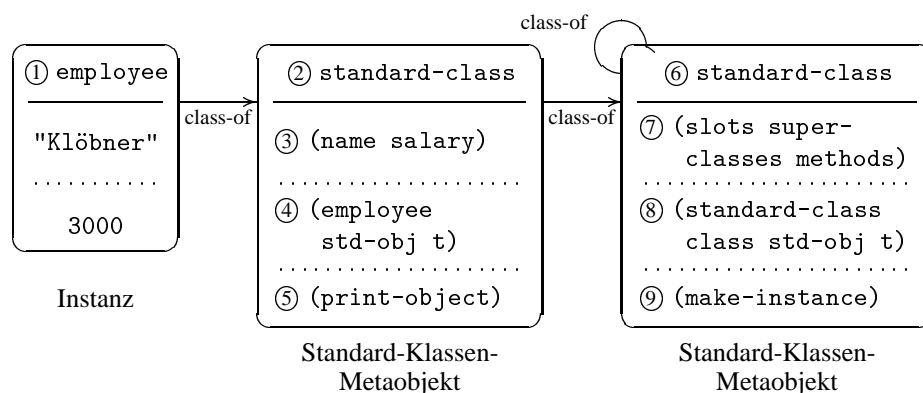 class-of
① employee
"Klöbner"
3000
Instanz
class-of
② standard-class
③ (name salary)
④ (employee
std-obj t)
⑤ (print-object)
Standard-Klassen-
Metaobjekt
class-of
⑥ standard-class
⑦ (slots super-
classes methods)
⑧ (standard-class
class std-obj t)
⑨ (make-instance)
Standard-Klassen-
Metaobjekt